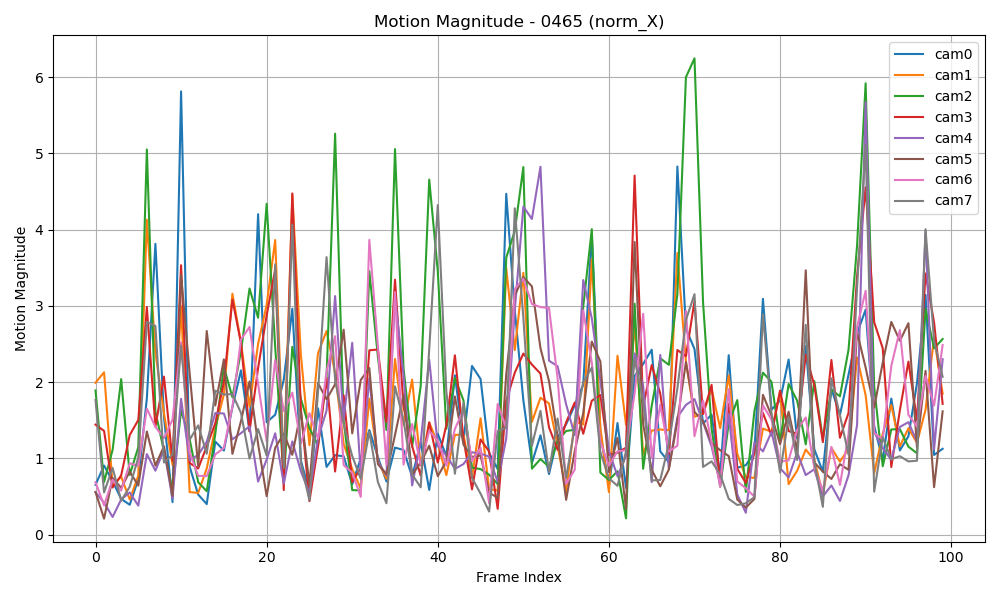 Motion Magnitude - 0465 (norm_X)
Motion Magnitude
6
5
4
3
2
1
0
0
20
40
60
80
100
Frame Index
cam0
cam1
cam2
cam3
cam4
cam5
cam6
cam7